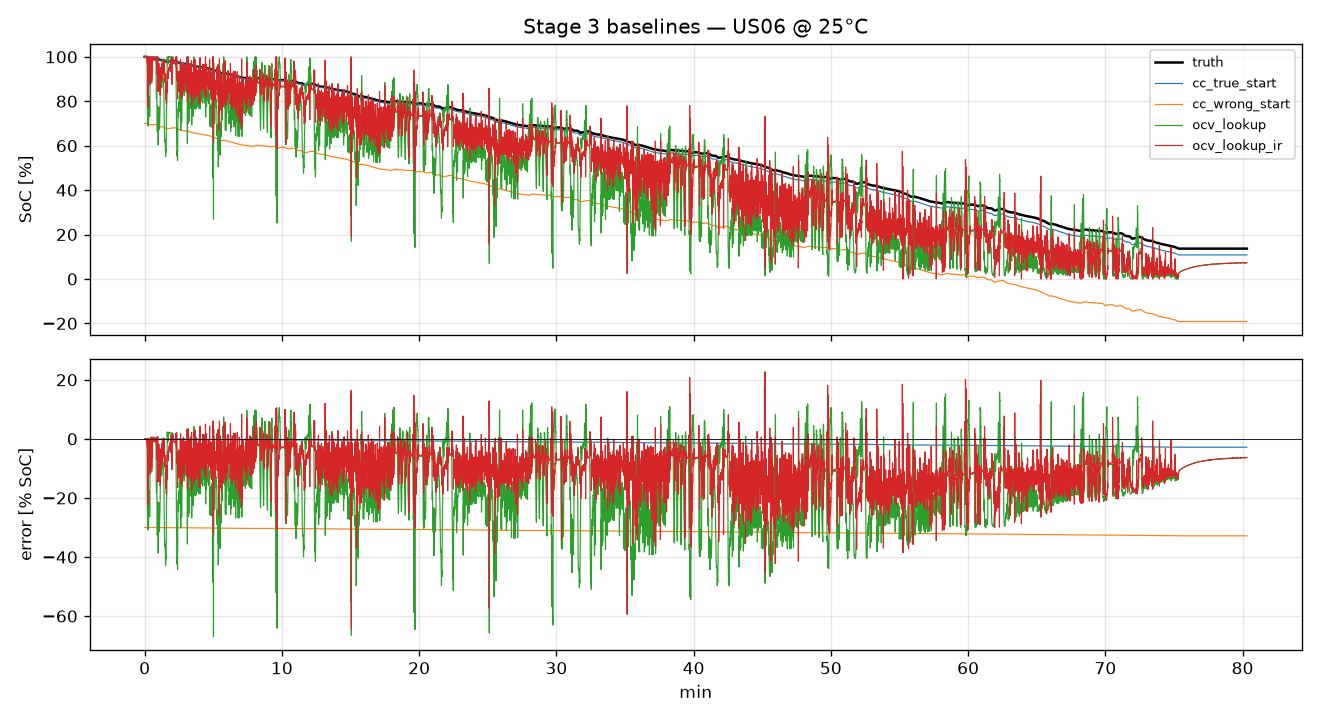 Stage 3 baselines — US06 @ 25°C
100
80
60
40
20
0
−20
SoC [%]
truth
cc_true_start
cc_wrong_start
ocv_lookup
ocv_lookup_ir
20
0
−20
−40
−60
error [% SoC]
0 10 20 30 40 50 60 70 80
min